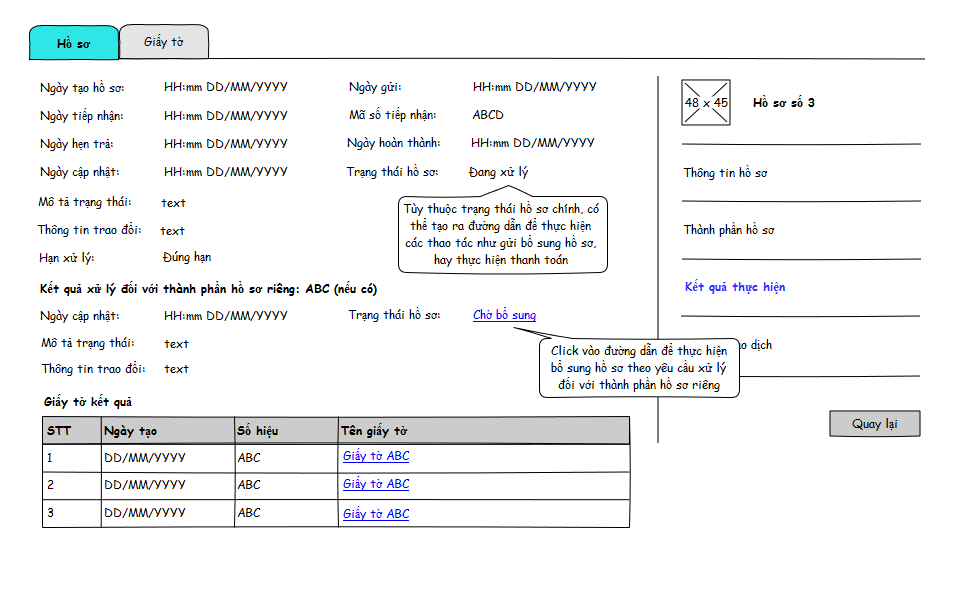 Hồ sơ
Giấy tờ
Ngày tạo hồ sơ: HH:mm DD/MM/YYYY Ngày gửi: HH:mm DD/MM/YYYY
Ngày tiếp nhận: HH:mm DD/MM/YYYY Mã số tiếp nhận: ABCD
Ngày hẹn trả: HH:mm DD/MM/YYYY Ngày hoàn thành: HH:mm DD/MM/YYYY
Ngày cập nhật: HH:mm DD/MM/YYYY Trạng thái hồ sơ: Đang xử lý
Mô tả trạng thái: text
Thông tin trao đổi: text
Hạn xử lý: Đúng hạn
Tùy thuộc trạng thái hồ sơ chính, có
thể tạo ra đường dẫn để thực hiện
các thao tác như gửi bổ sung hồ sơ,
hay thực hiện thanh toán
Kết quả xử lý đối với thành phần hồ sơ riêng: ABC (nếu có)
Ngày cập nhật: HH:mm DD/MM/YYYY Trạng thái hồ sơ: Chờ bổ sung
Mô tả trạng thái: text
Thông tin trao đổi: text
Click vào đường dẫn để thực hiện
bổ sung hồ sơ theo yêu cầu xử lý
đối với thành phần hồ sơ riêng
Giấy tờ kết quả
STT Ngày tạo Số hiệu Tên giấy tờ
1 DD/MM/YYYY ABC Giấy tờ ABC
2 DD/MM/YYYY ABC Giấy tờ ABC
3 DD/MM/YYYY ABC Giấy tờ ABC
48 x 45 Hồ sơ số 3
Thông tin hồ sơ
Thành phần hồ sơ
Kết quả thực hiện
dịch
Quay lại